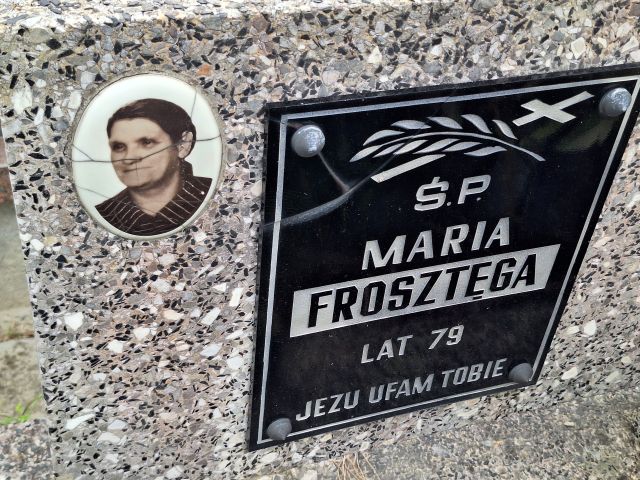 Ś.P.
MARIA
FROSZTĘGA
LAT 79
JEZU UFAM TOBIE